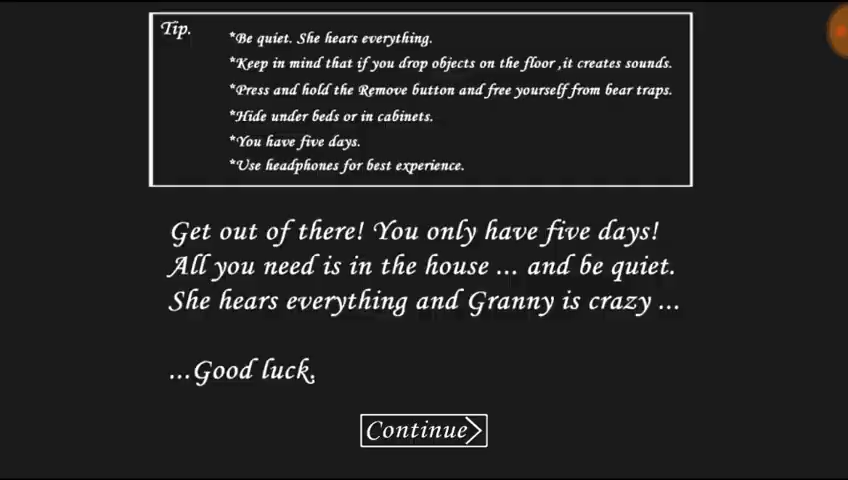 Tip.
*Be quiet. She hears everything.
*Keep in mind that if you drop objects on the floor ,it creates sounds.
*Press and hold the Remove button and free yourself from bear traps.
*Hide under beds or in cabinets.
*You have five days.
*Use headphones for best experience.
Get out of there! You only have five days!
All you need is in the house ... and be quiet.
She hears everything and Granny is crazy ...
...Good luck.
Continue>